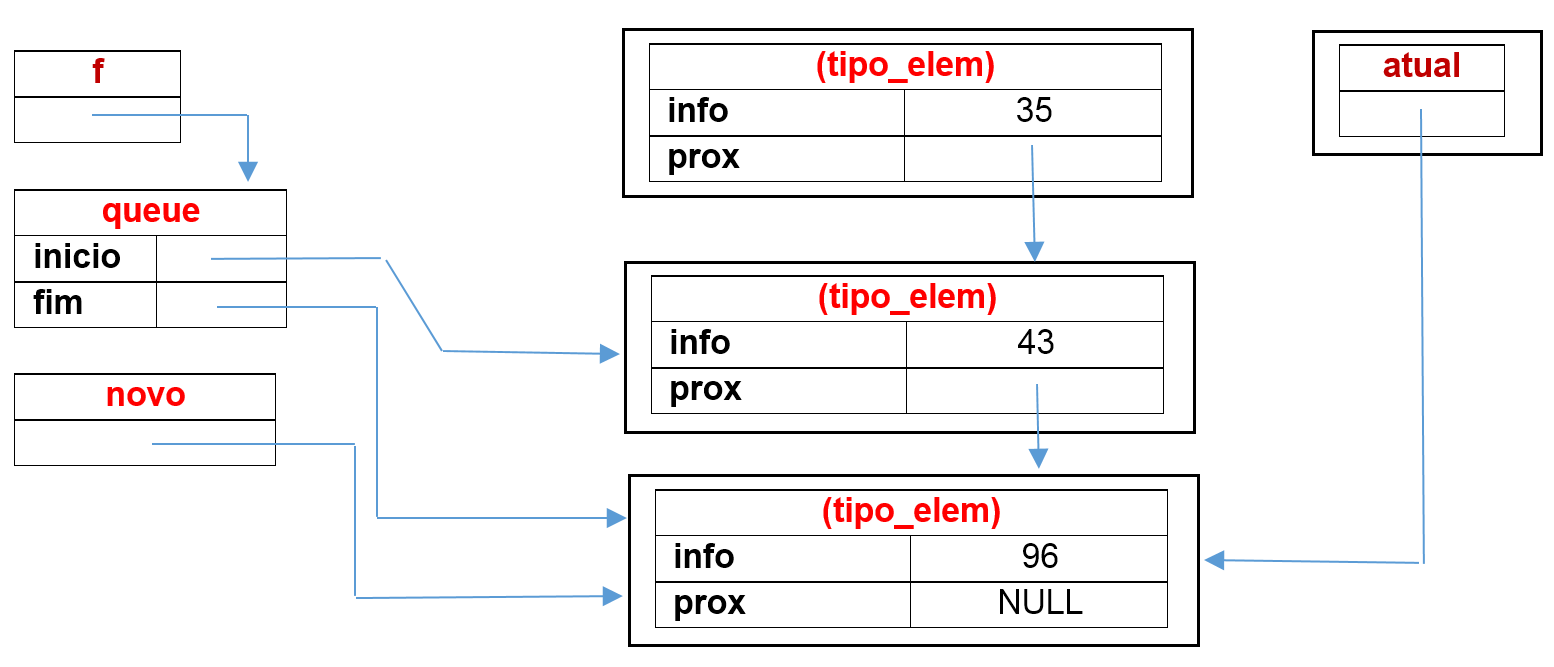 f
queue
inicio
fim
novo
(tipo_elem)
info 35
prox
(tipo_elem)
info 43
prox
(tipo_elem)
info 96
prox NULL
atual